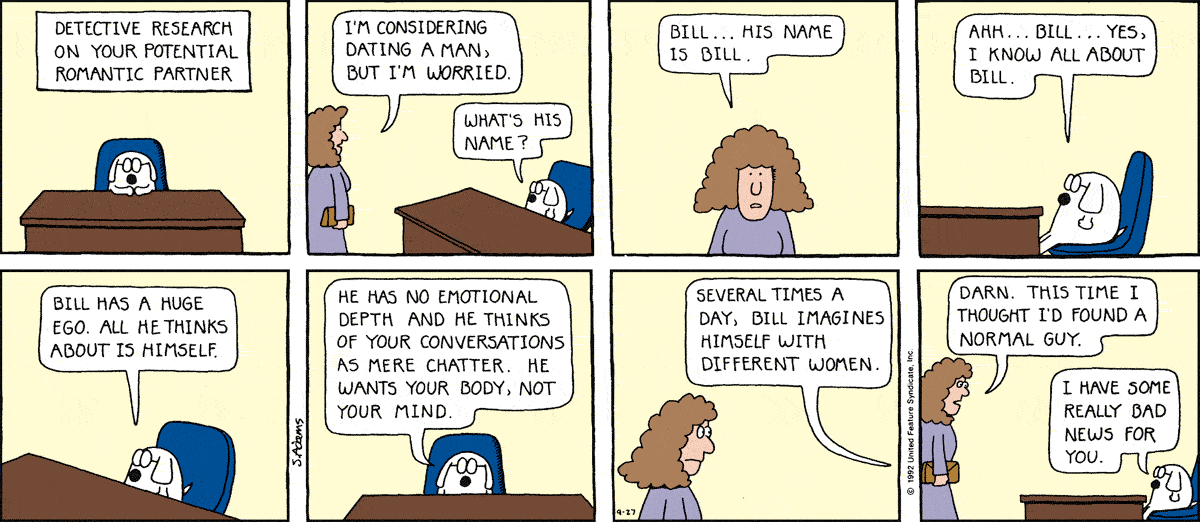 DETECTIVE RESEARCH
ON YOUR POTENTIAL
ROMANTIC PARTNER
I'M CONSIDERING
DATING A MAN,
BUT I'M WORRIED.
WHAT'S HIS
NAME?
BILL... HIS NAME
IS BILL.
AHH... BILL... YES,
I KNOW ALL ABOUT
BILL.
BILL HAS A HUGE
EGO. ALL HE THINKS
ABOUT IS HIMSELF.
S.Adams
HE HAS NO EMOTIONAL
DEPTH AND HE THINKS
OF YOUR CONVERSATIONS
AS MERE CHATTER. HE
WANTS YOUR BODY, NOT
YOUR MIND.
SEVERAL TIMES A
DAY, BILL IMAGINES
HIMSELF WITH
DIFFERENT WOMEN.
9-27
© 1992 United Feature Syndicate, Inc.
DARN. THIS TIME I
THOUGHT I'D FOUND A
NORMAL GUY.
I HAVE SOME
REALLY BAD
NEWS FOR
YOU.